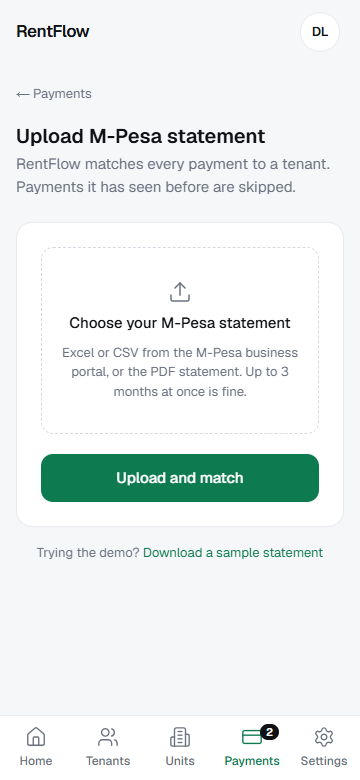 RentFlow
DL
← Payments
Upload M-Pesa statement
RentFlow matches every payment to a tenant.
Payments it has seen before are skipped.
Choose your M-Pesa statement
Excel or CSV from the M-Pesa business
portal, or the PDF statement. Up to 3
months at once is fine.
Upload and match
Trying the demo? Download a sample statement
2
Home Tenants Units Payments Settings